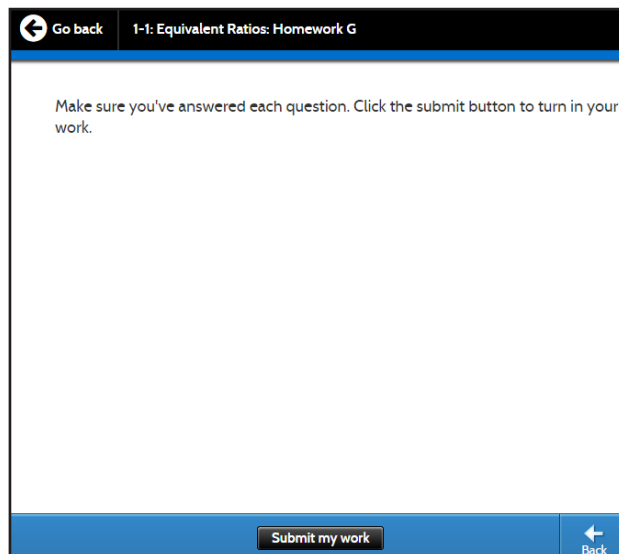 Go back 1-1: Equivalent Ratios: Homework G
Make sure you've answered each question. Click the submit button to turn in your
work.
Submit my work
Back